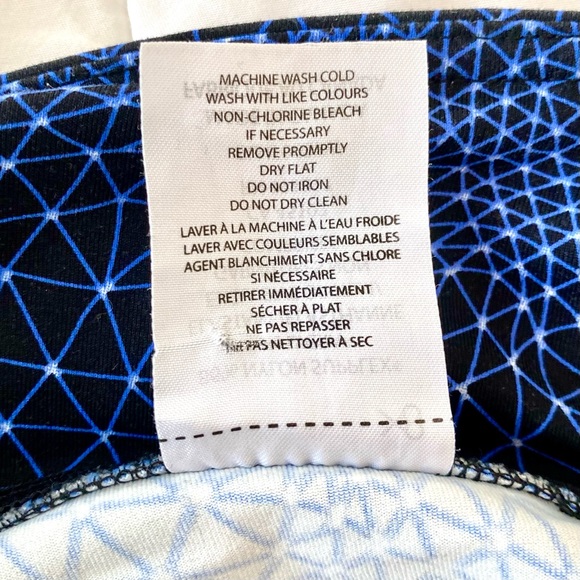 MACHINE WASH COLD
WASH WITH LIKE COLOURS
NON-CHLORINE BLEACH
IF NECESSARY
REMOVE PROMPTLY
DRY FLAT
DO NOT IRON
DO NOT DRY CLEAN
LAVER À LA MACHINE À L'EAU FROIDE
LAVER AVEC COULEURS SEMBLABLES
AGENT BLANCHIMENT SANS CHLORE
SI NÉCESSAIRE
RETIRER IMMÉDIATEMENT
SÉCHER À PLAT
NE PAS REPASSER
NE PAS NETTOYER À SEC